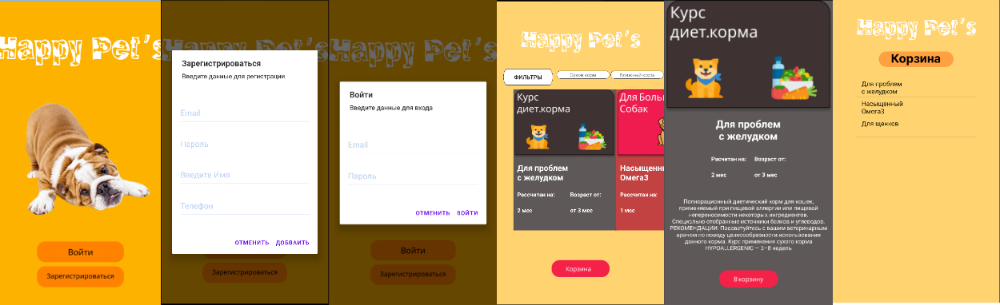 Happy Pet's
Войти
Зарегистрироваться
Happy Pet's
Зарегистрироваться
Введите данные для регистрации
Email
Пароль
Введите Имя
Телефон
ОТМЕНИТЬ ДОБВАИТЬ
Зарегистрироваться
Happy Pet's
Войти
Введите данные для входа
Email
Пароль
ОТМЕНИТЬ ВОЙТИ
Войти
Зарегистрироваться
Happy Pet's
ФИЛЬТРЫ Сухой корм Влажный корм
Курс
диет.корма
Для проблем
с желудком
Рассчитан на: Возраст от:
2 мес от 3 мес
Для Боль
Собак
Насыщенн
Омега3
Рассчитан на:
1 мес
Корзина
Курс
диет.корма
Для проблем
с желудком
Расчитан на: Возраст от:
2 мес от 3 мес
Полнорационный диетический корм для кошек,
применяемый при пищевой аллергии или пищевой
непереносимости некоторых ингредиентов.
Специально отобранные источники белков и углеводов.
РЕКОМЕНДАЦИИ: Посоветуйтесь с вашим ветеринарным
врачом по поводу целесообразности использования
данного корма. Курс применения сухого корма
HYPOALLERGENIC — 3–8 недель
В корзину
Happy Pet's
Корзина
Для проблем
с желудком
Насыщенный
Омега3
Для щенков